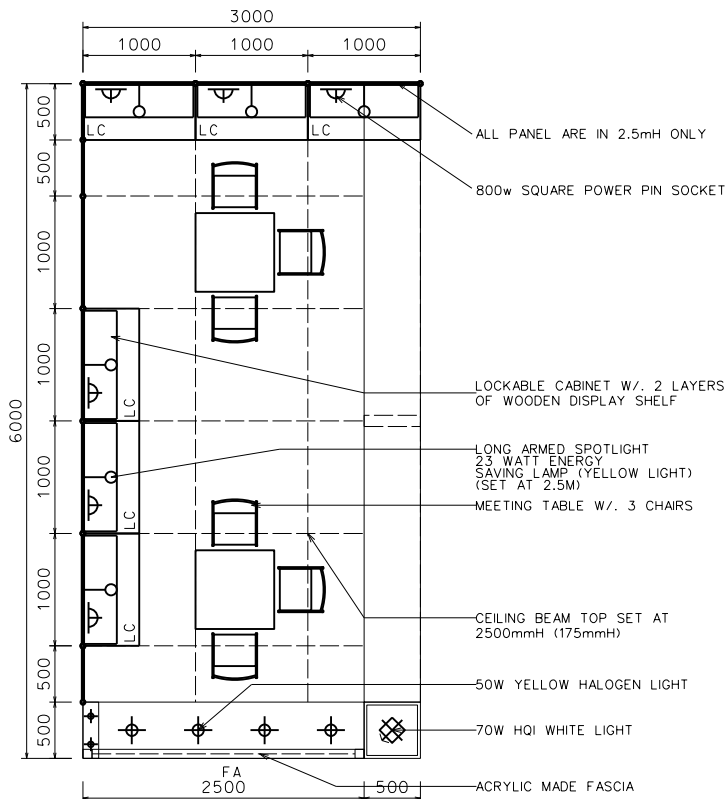 3000
1000
1000
1000
500
LC
LC
LC
ALL PANEL ARE IN 2.5mH ONLY
500
800w SQUARE POWER PIN SOCKET
1000
1000
LOCKABLE CABINET W/. 2 LAYERS
OF WOODEN DISPLAY SHELF
LC
6000
1000
LONG ARMED SPOTLIGHT
23 WATT ENERGY
SAVING LAMP (YELLOW LIGHT)
(SET AT 2.5M)
MEETING TABLE W/. 3 CHAIRS
LC
1000
CEILING BEAM TOP SET AT
2500mmH (175mmH)
LC
500
50W YELLOW HALOGEN LIGHT
500
70W HQI WHITE LIGHT
FA
ACRYLIC MADE FASCIA
2500
500